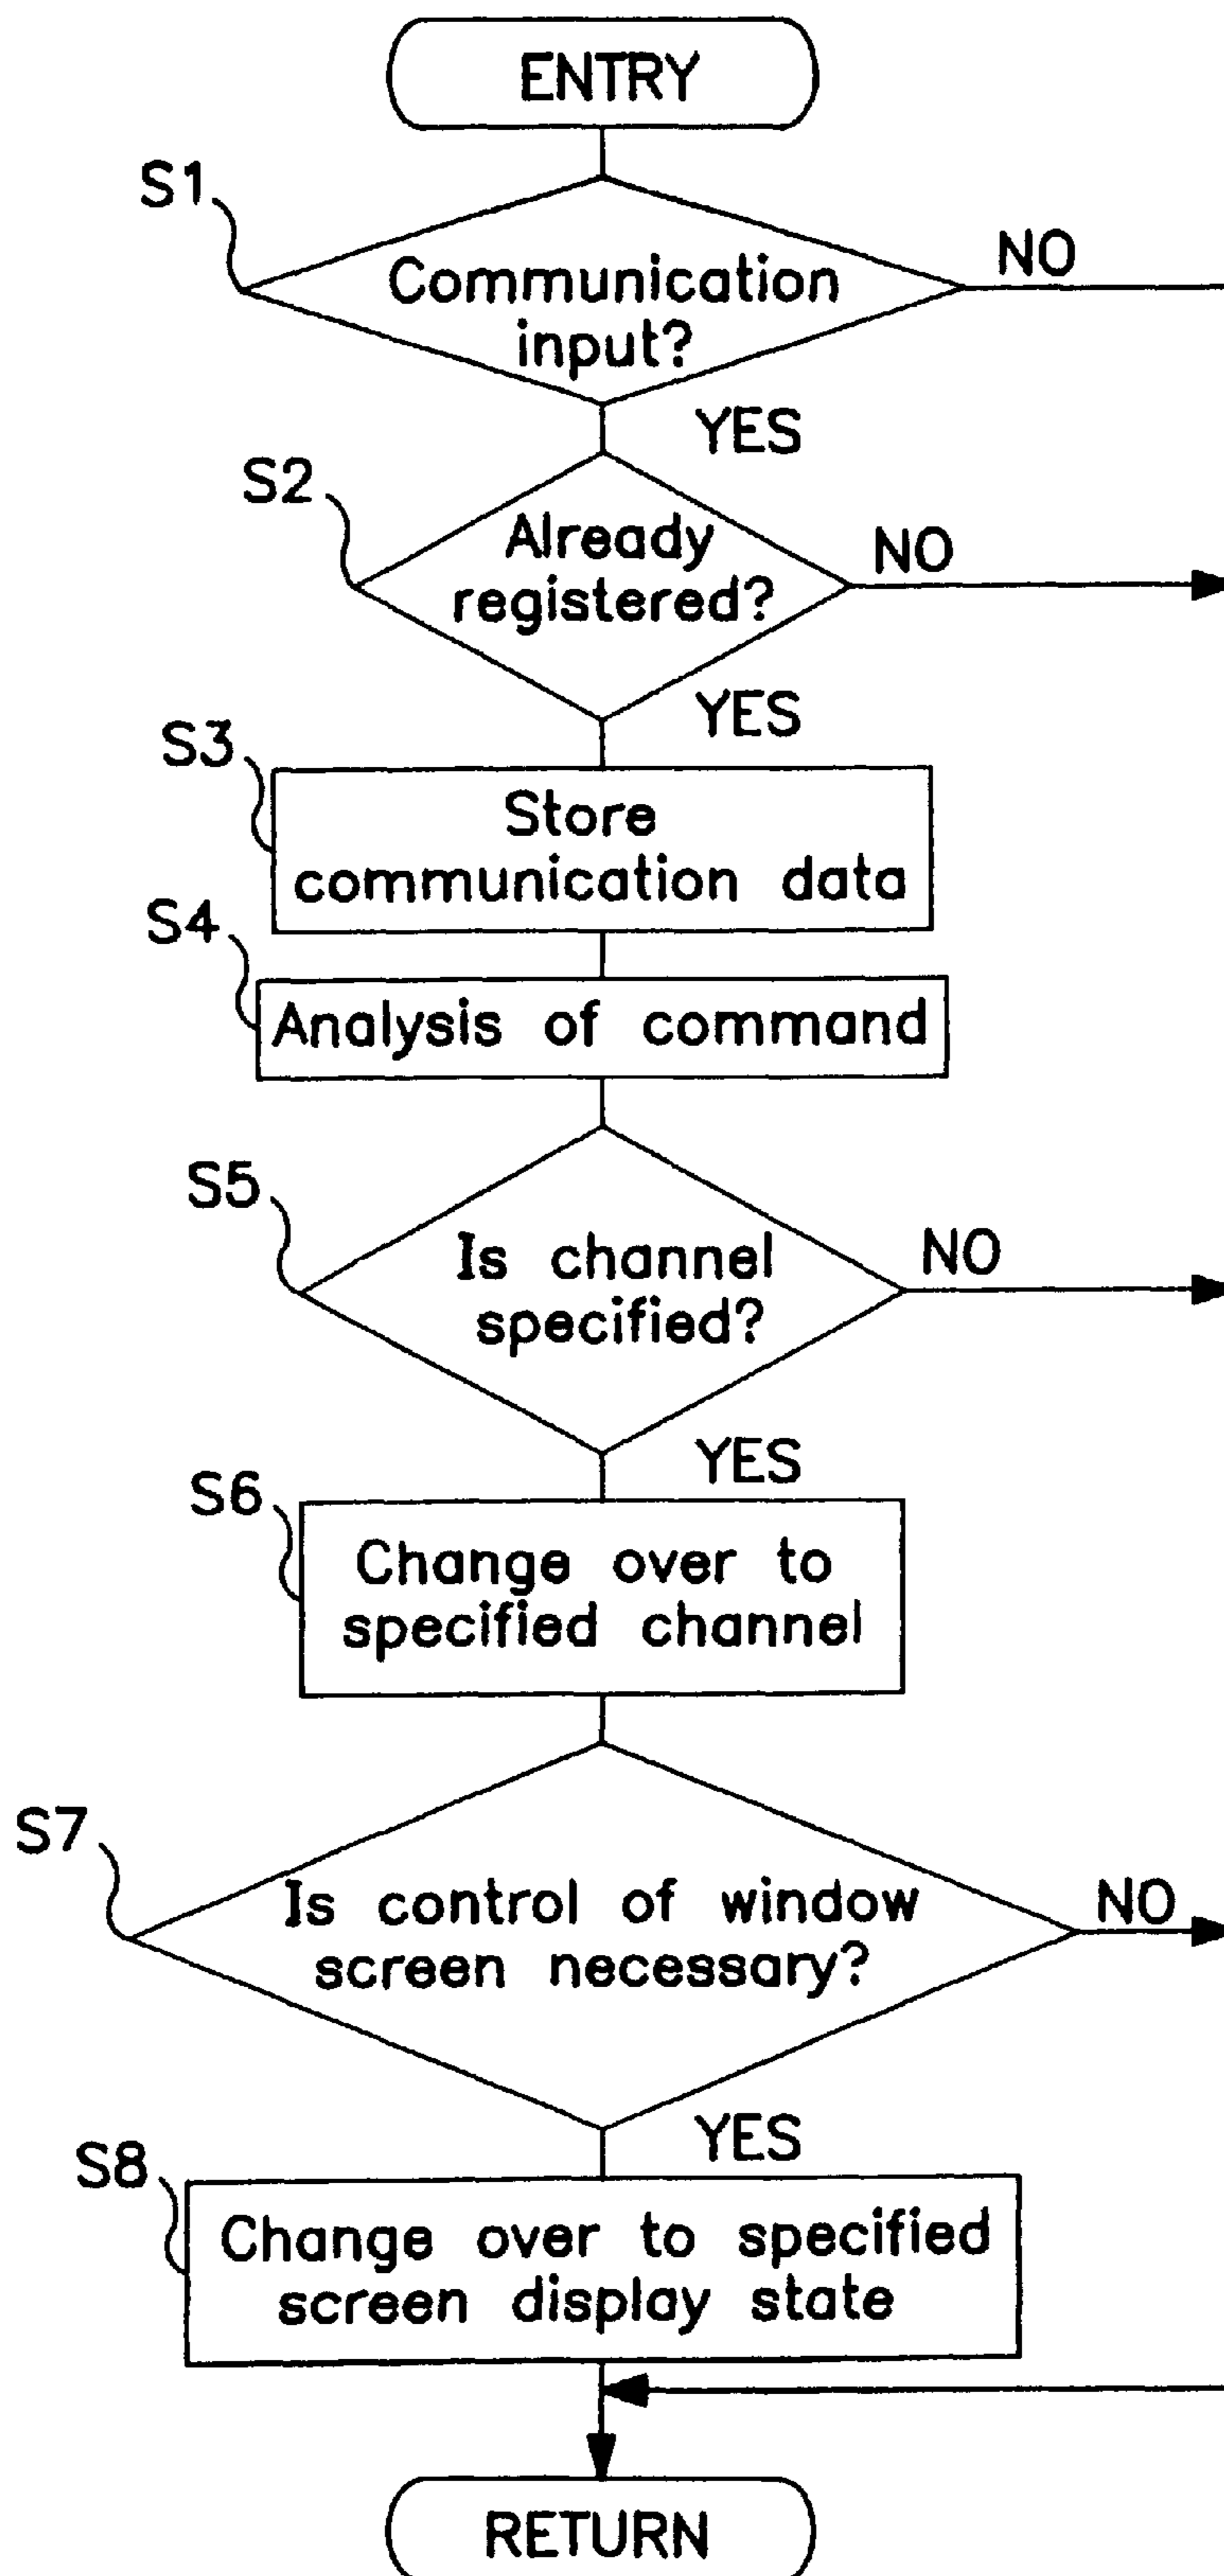 ENTRY
S1
Communication
input?
NO
YES
S2
Already
registered?
NO
YES
S3
Store
communication data
S4
Analysis of command
S5
Is channel
specified?
NO
YES
S6
Change over to
specified channel
S7
Is control of window
screen necessary?
NO
YES
S8
Change over to specified
screen display state
RETURN